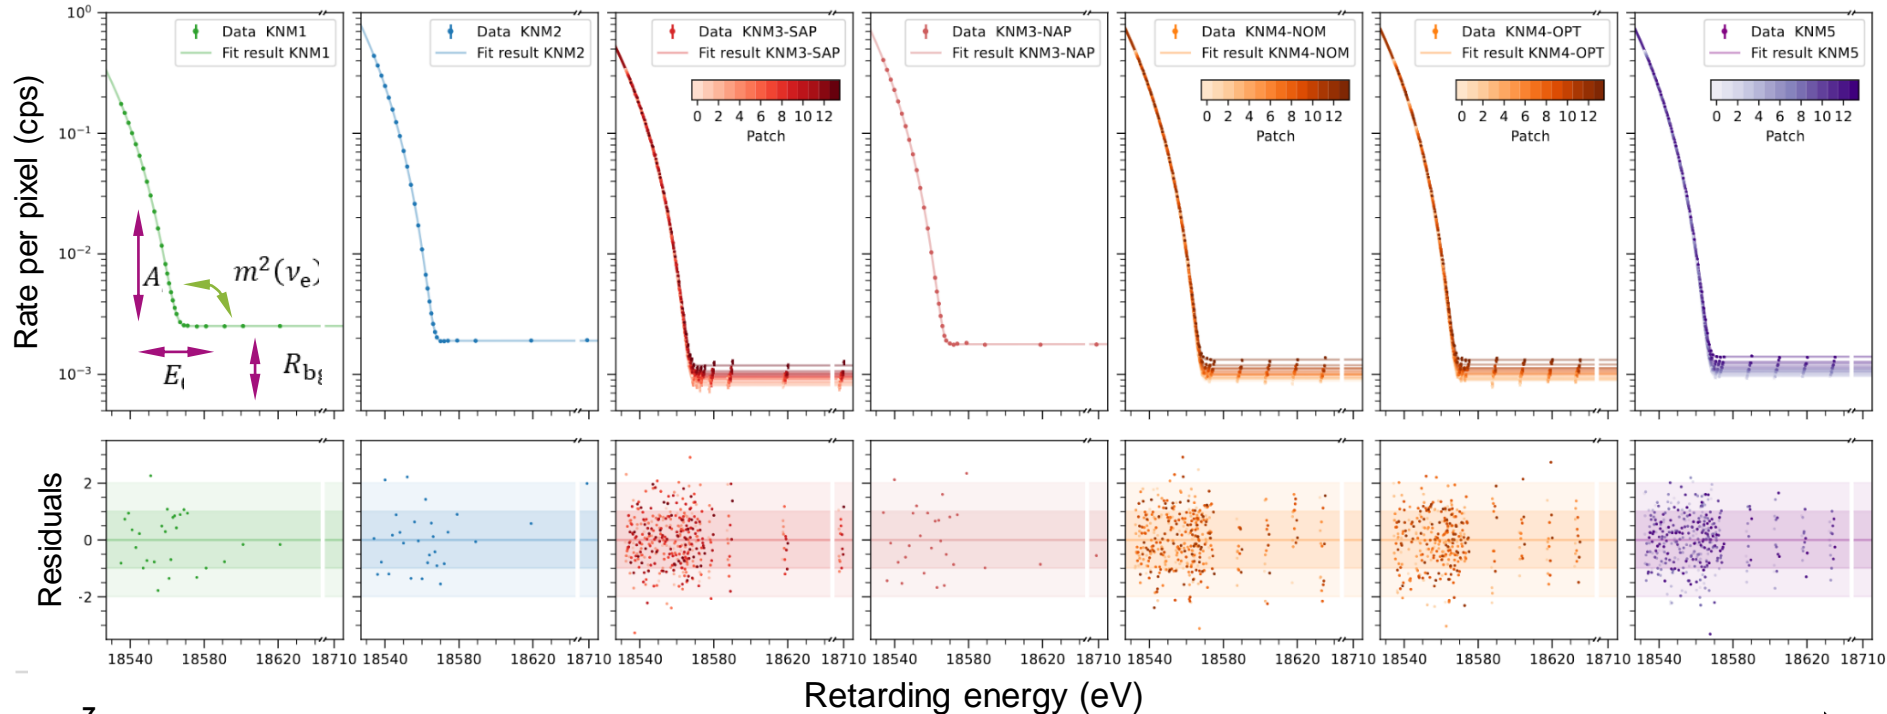 Data KNM1
Fit result KNM1
Data KNM2
Fit result KNM2
Data KNM3-SAP
Fit result KNM3-SAP
0 2 4 6 8 10 12
Patch
Data KNM3-NAP
Fit result KNM3-NAP
Data KNM4-NOM
Fit result KNM4-NOM
0 2 4 6 8 10 12
Patch
Data KNM4-OPT
Fit result KNM4-OPT
0 2 4 6 8 10 12
Patch
Data KNM5
Fit result KNM5
0 2 4 6 8 10 12
Patch
Rate per pixel (cps)
10⁰
10⁻¹
10⁻²
10⁻³
A
m²(νₑ)
E
R
Residuals
2
0
-2
18540 18580 18620 18710
18540 18580 18620 18710
18540 18580 18620 18710
18540 18580 18620 18710
18540 18580 18620 18710
18540 18580 18620 18710
18540 18580 18620 18710
Retarding energy (eV)